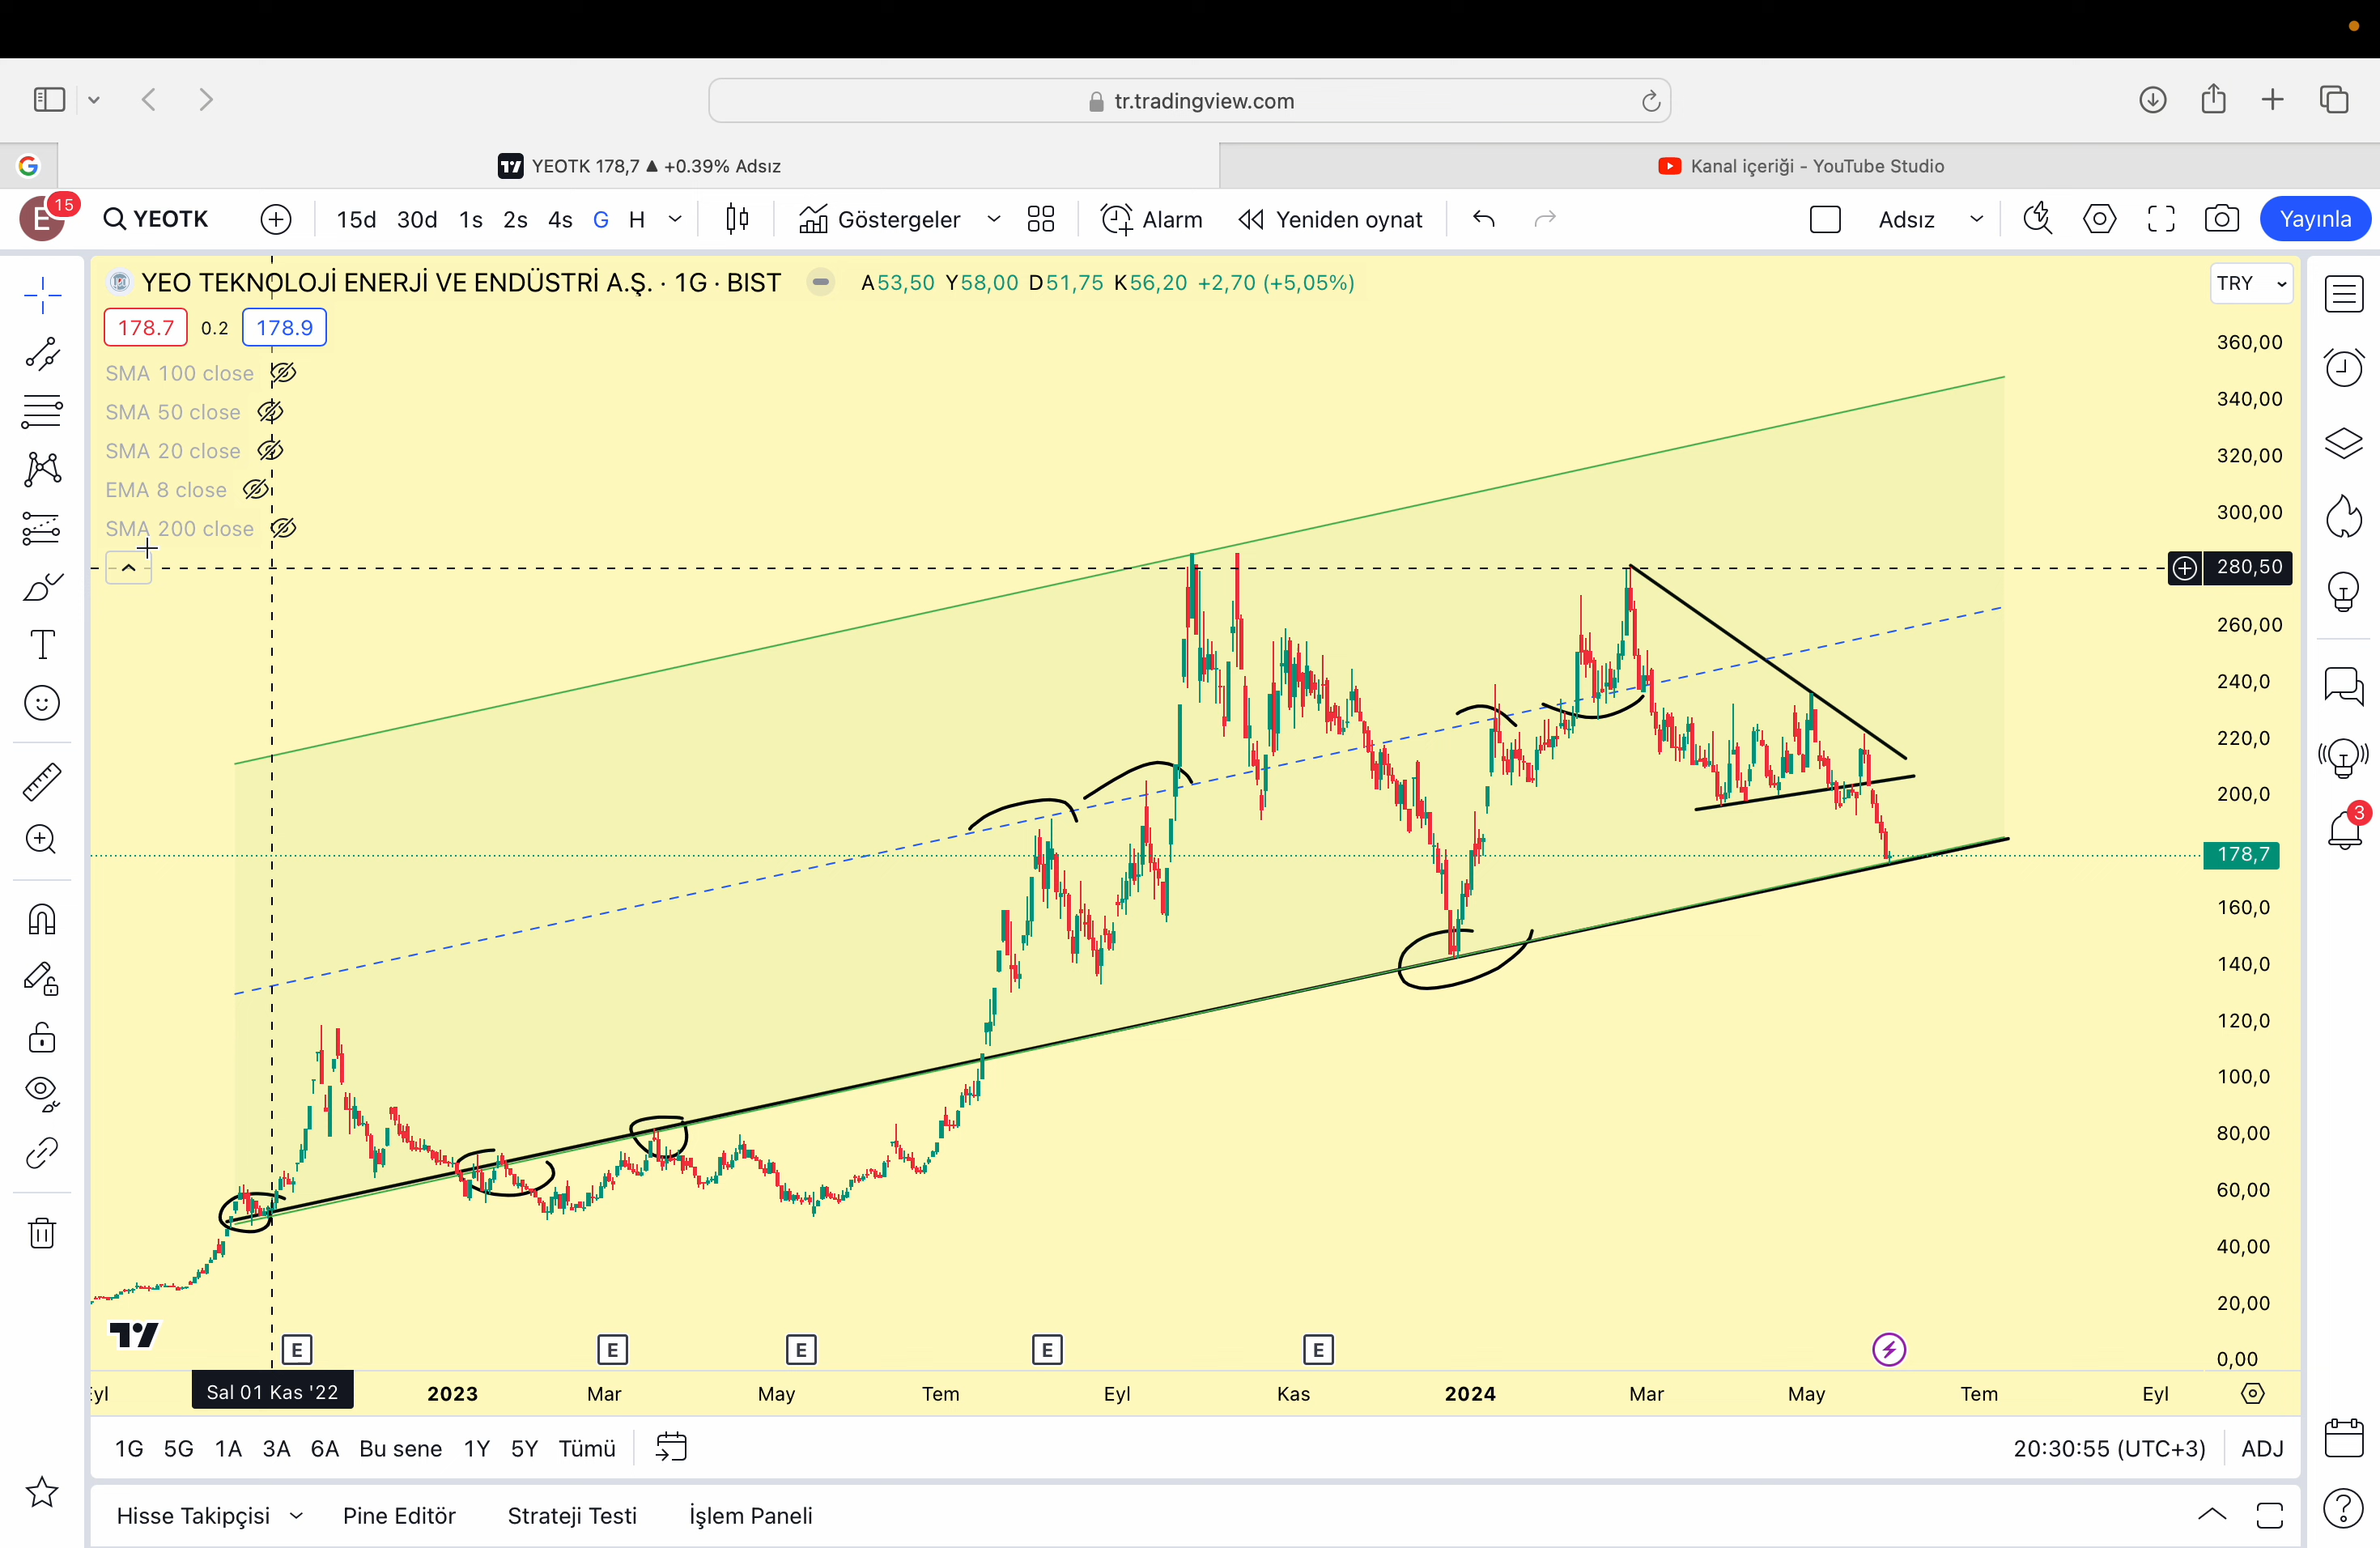 tr.tradingview.com
YEOTK 178,7 ▲ +0.39% Adsız
Kanal içeriği - YouTube Studio
E 15
YEOTK
15d 30d 1s 2s 4s G H
Göstergeler
Alarm
Yeniden oynat
Adsız
Yayınla
YEO TEKNOLOJİ ENERJİ VE ENDÜSTRİ A.Ş. · 1G · BIST
A53,50 Y58,00 D51,75 K56,20 +2,70 (+5,05%)
TRY
178.7 0.2 178.9
SMA 100 close
SMA 50 close
SMA 20 close
EMA 8 close
SMA 200 close
360,00
340,00
320,00
300,00
280,50
260,00
240,0
220,0
200,0
178,7
160,0
140,0
120,0
100,0
80,00
60,00
40,00
20,00
0,00
3
E E E E E
Sal 01 Kas '22 2023 Mar May Tem Eyl Kas 2024 Mar May Tem Eyl
1G 5G 1A 3A 6A Bu sene 1Y 5Y Tümü
20:30:55 (UTC+3) ADJ
Hisse Takipçisi Pine Editör Strateji Testi İşlem Paneli